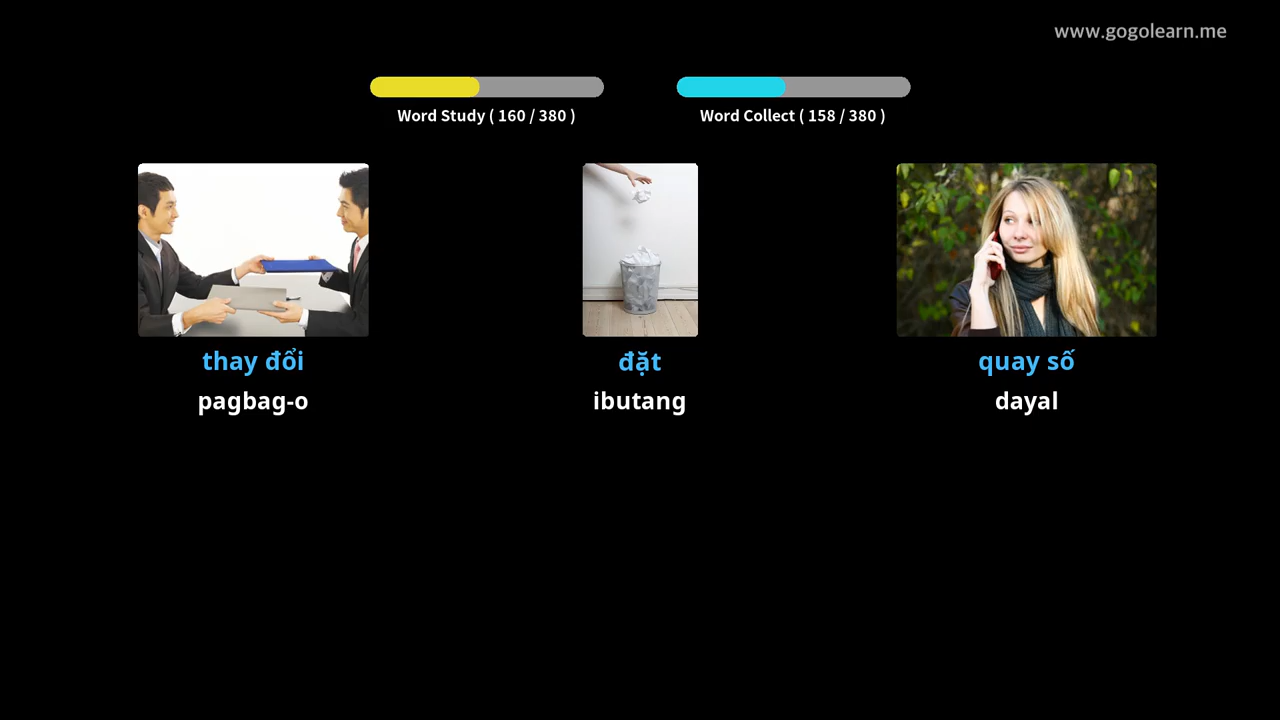 www.gogolearn.me
Word Study ( 160 / 380 )
Word Collect ( 158 / 380 )
thay đổi
pagbag-o
đặt
ibutang
quay số
dayal